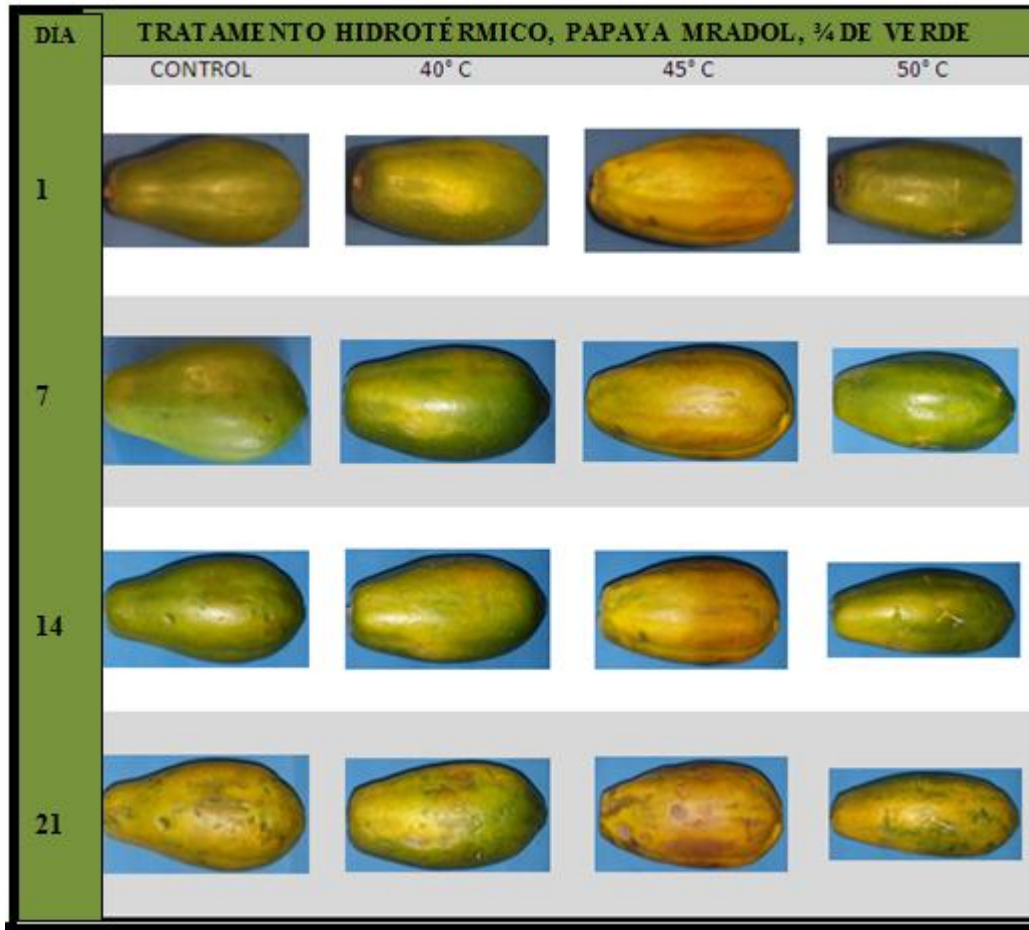 DÍA
TRATAMENTO HIDROTÉRMICO, PAPAYA MRADOL, ¾ DE VERDE
CONTROL 40° C 45° C 50° C
1
7
14
21